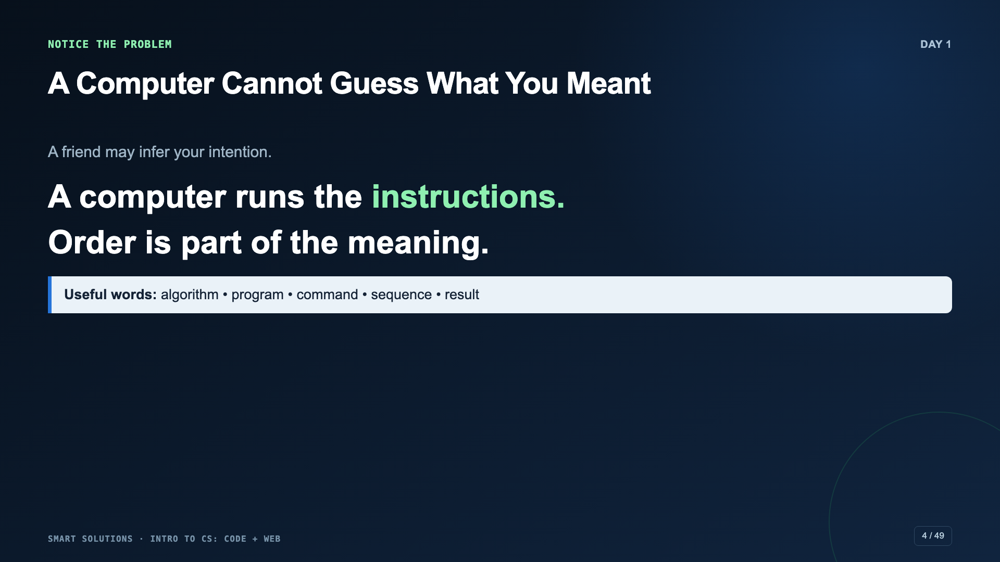 NOTICE THE PROBLEM
DAY 1
A Computer Cannot Guess What You Meant
A friend may infer your intention.
A computer runs the instructions.
Order is part of the meaning.
Useful words: algorithm • program • command • sequence • result
SMART SOLUTIONS · INTRO TO CS: CODE + WEB
4 / 49